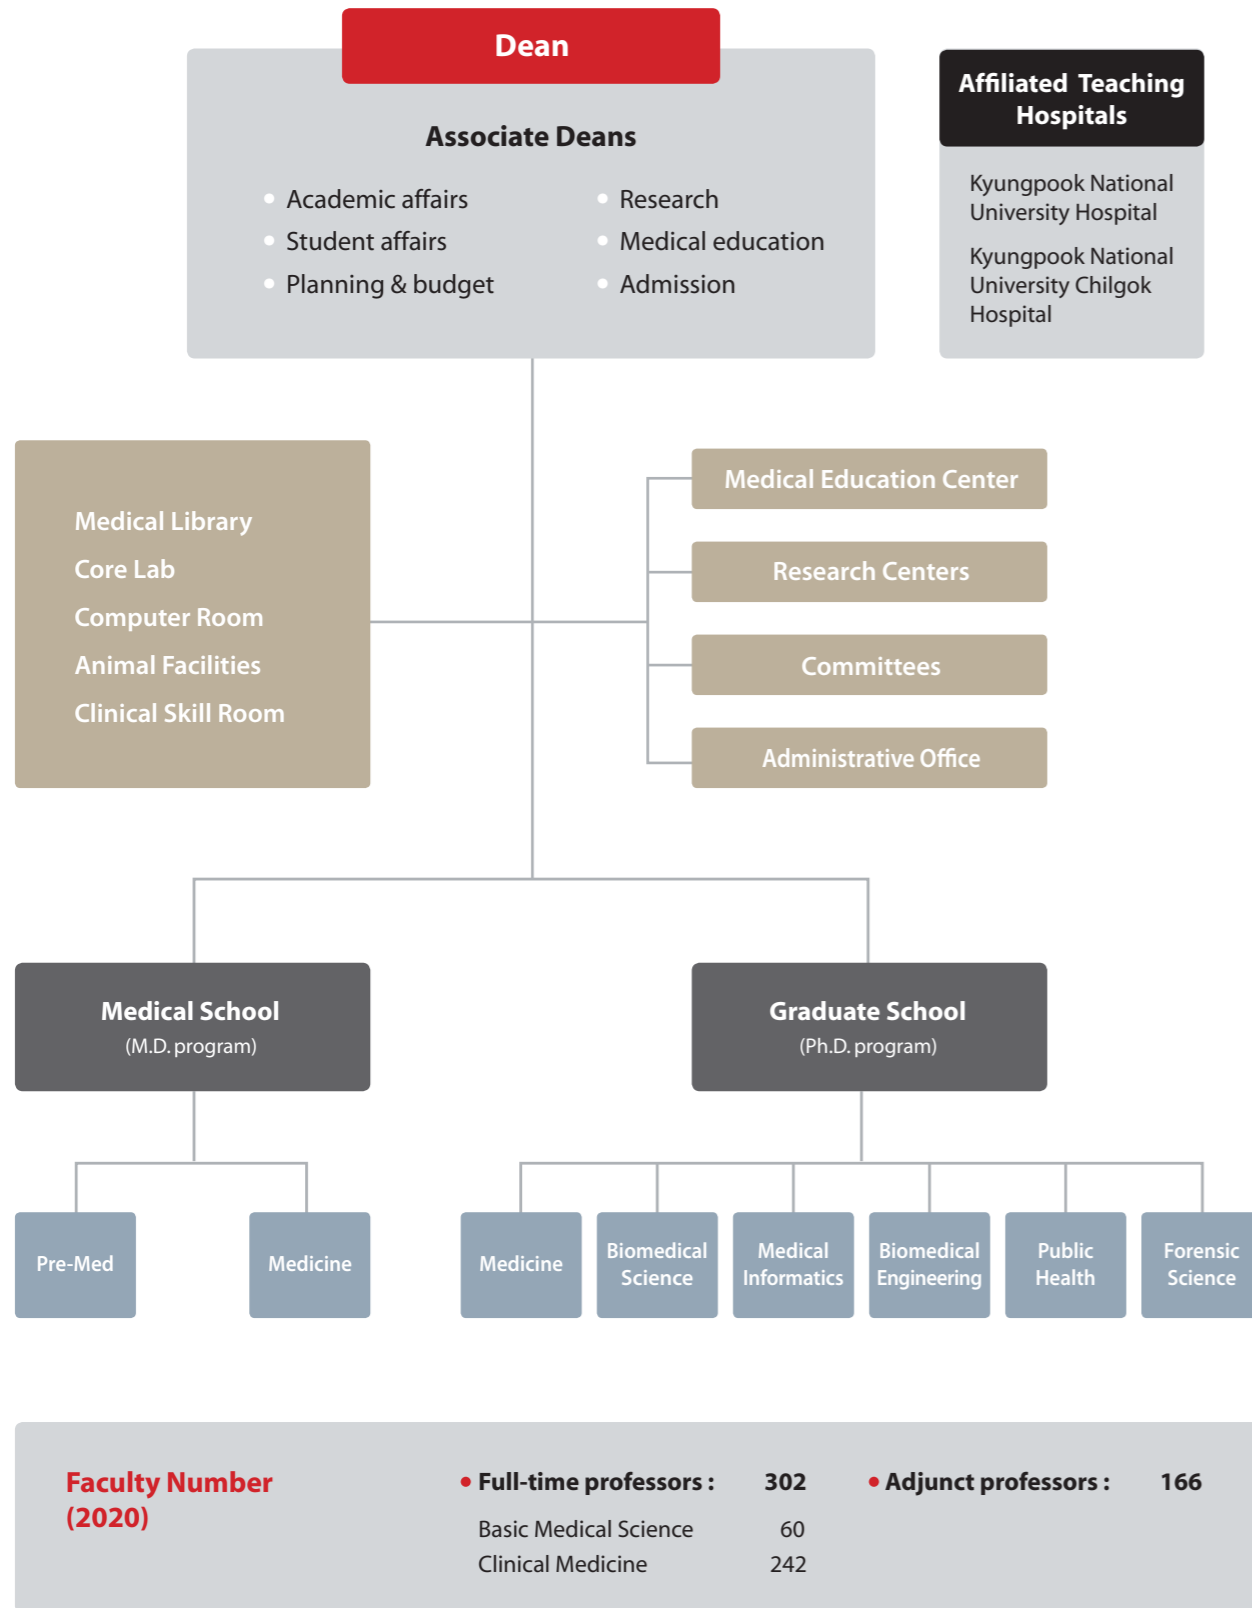 Dean
Associate Deans
Academic affairs
Student affairs
Planning & budget
Research
Medical education
Admission
Affiliated Teaching
Hospitals
Kyungpook National
University Hospital
Kyungpook National
University Chilgok
Hospital
Medical Library
Core Lab
Computer Room
Animal Facilities
Clinical Skill Room
Medical Education Center
Research Centers
Committees
Administrative Office
Medical School
(M.D. program)
Graduate School
(Ph.D. program)
Pre-Med
Medicine
Medicine
Biomedical
Science
Medical
Informatics
Biomedical
Engineering
Public
Health
Forensic
Science
Faculty Number
(2020)
• Full-time professors : 302
Basic Medical Science 60
Clinical Medicine 242
• Adjunct professors : 166